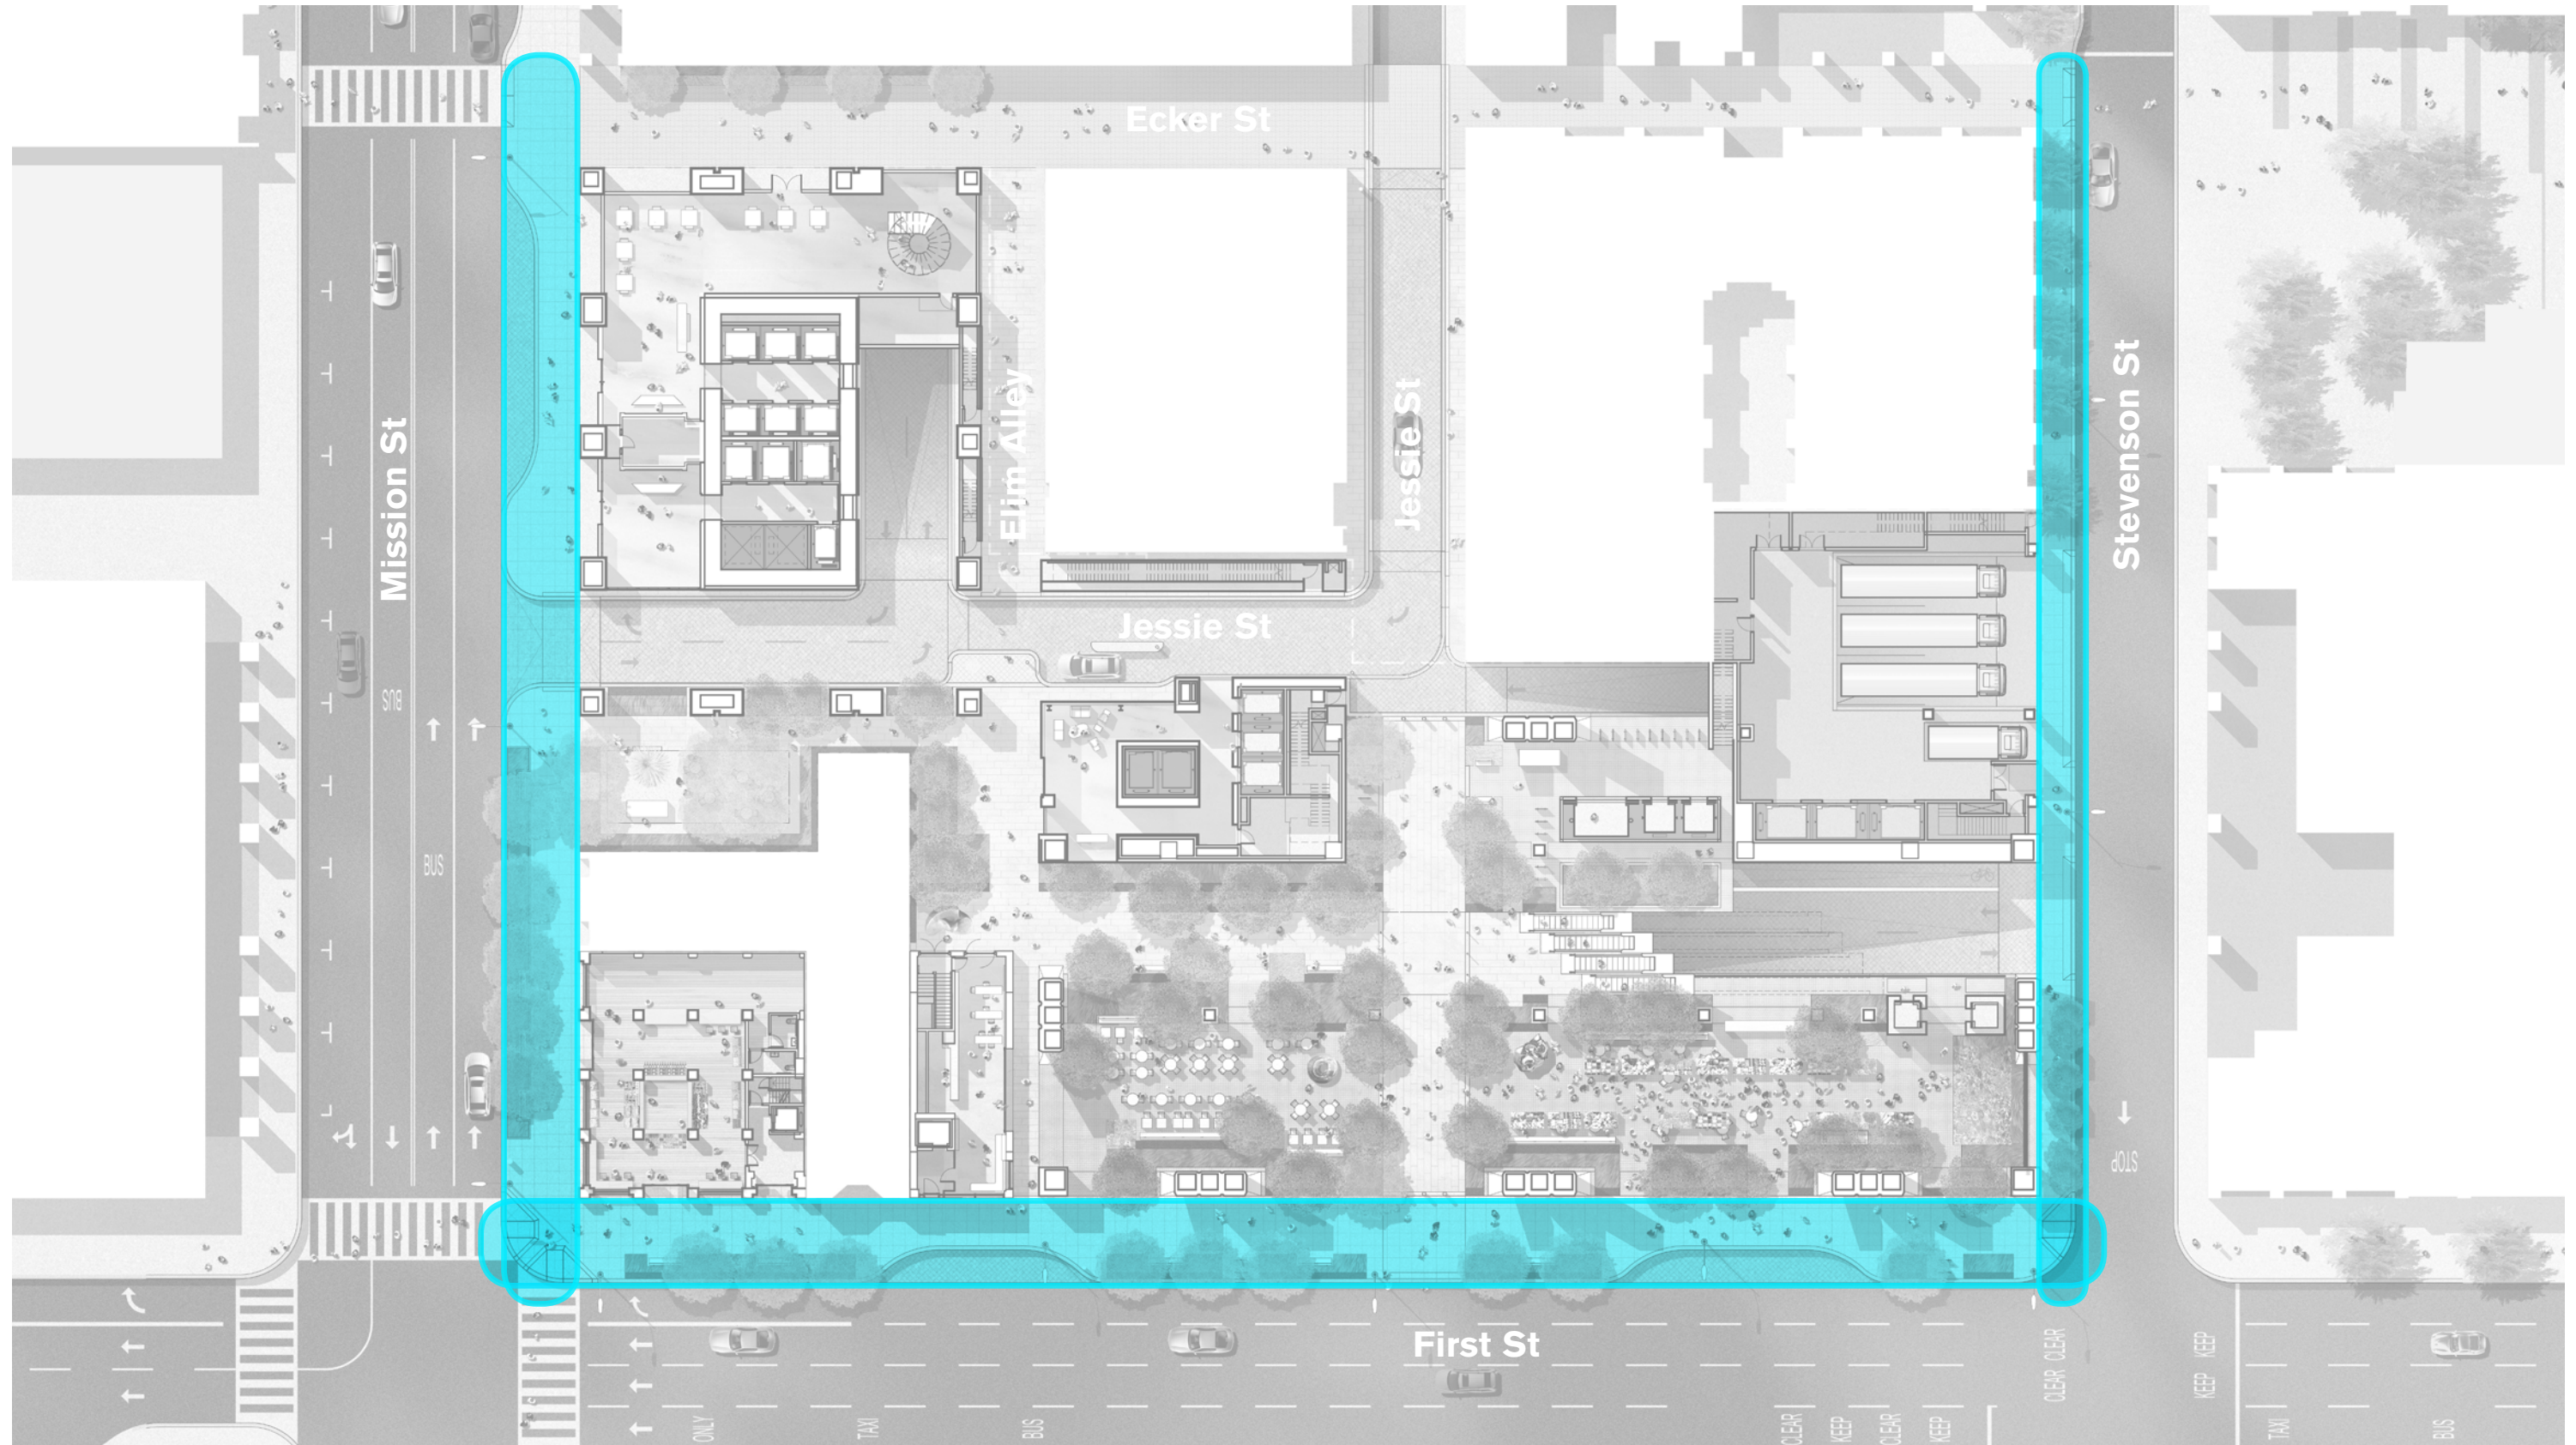 Ecker St
Mission St
Elim Alley
Jessie St
Stevenson St
Jessie St
BUS
BUS
STOP
First St
CLEAR CLEAR
KEEP KEEP
ONLY
TAXI
BUS
CLEAR
KEEP
CLEAR
KEEP
TAXI
BUS